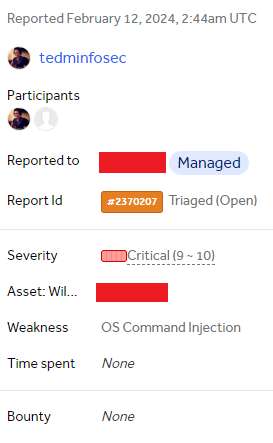 Reported February 12, 2024, 2:44am UTC
tedminfosec
Participants
Reported to Managed
Report Id #2370207 Triaged (Open)
Severity Critical (9 ~ 10)
Asset: Wil...
Weakness OS Command Injection
Time spent None
Bounty None